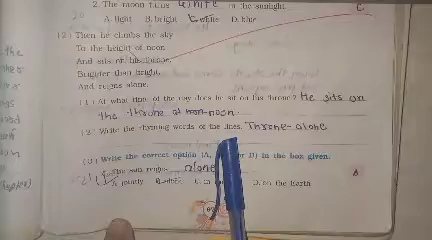 2. The moon turns white in the sunlight.
A. light B. bright C. white D. blue
C.
(2) Then he climbs the sky
To the height of noon
And sits on his throne,
Brighter than bright,
And reigns alone.
(1) At what time of the day does he sit on his throne? He sits on
the throne at noon.
(2) Write the rhyming words of the lines. Throne-alone
(3) Write the correct option (A, or D) in the box given.
The sun reigns alone
A. jointly B. D. on the Earth
A